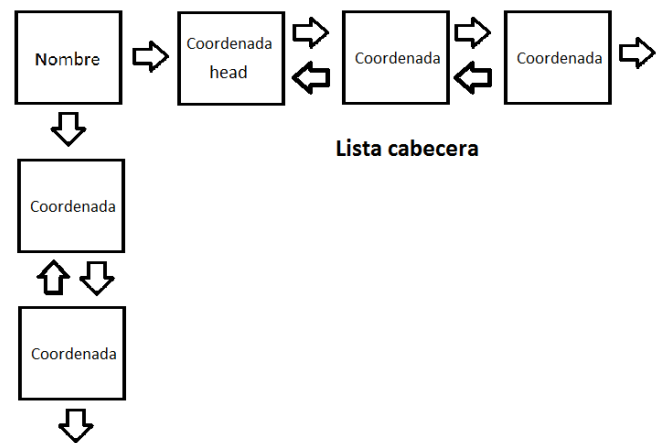 Nombre
Coordenada
head
Coordenada
Coordenada
Lista cabecera
Coordenada
Coordenada